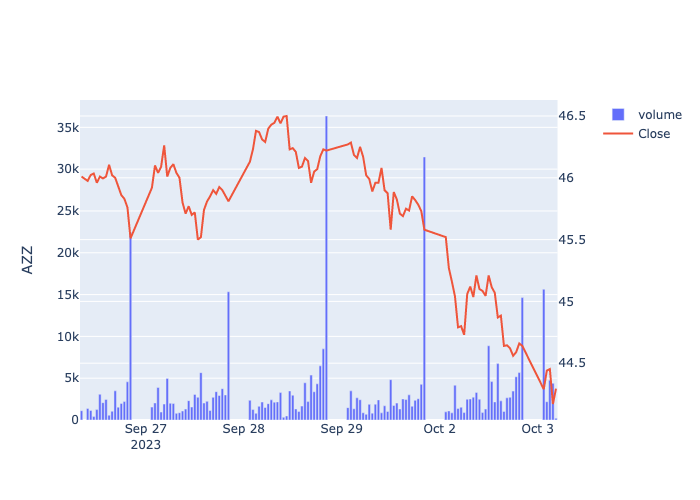 volume
Close
46.5
46
45.5
45
44.5
35k
30k
25k
20k
15k
10k
5k
0
AZZ
Sep 27
2023
Sep 28
Sep 29
Oct 2
Oct 3